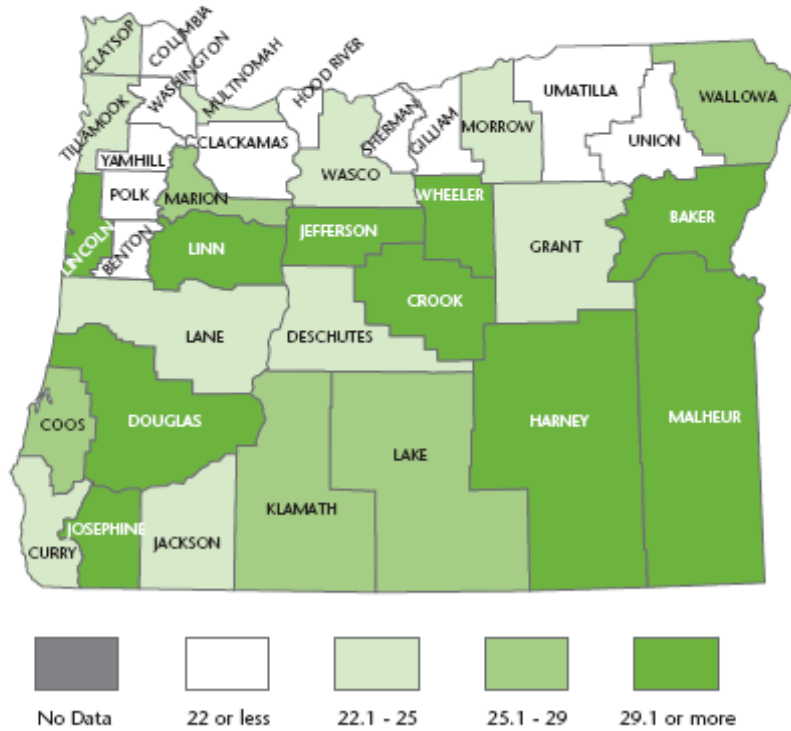 CLATSOP
COLUMBIA
WASHINGTON
MULTNOMAH
HOOD RIVER
TILLAMOOK
YAMHILL
CLACKAMAS
WASCO
SHERMAN
GILLIAM
MORROW
UMATILLA
UNION
WALLOWA
POLK
MARION
LINCOLN
BENTON
LINN
JEFFERSON
WHEELER
GRANT
BAKER
CROOK
LANE
DESCHUTES
COOS
DOUGLAS
HARNEY
MALHEUR
LAKE
KLAMATH
JOSEPHINE
CURRY
JACKSON
No Data
22 or less
22.1 - 25
25.1 - 29
29.1 or more